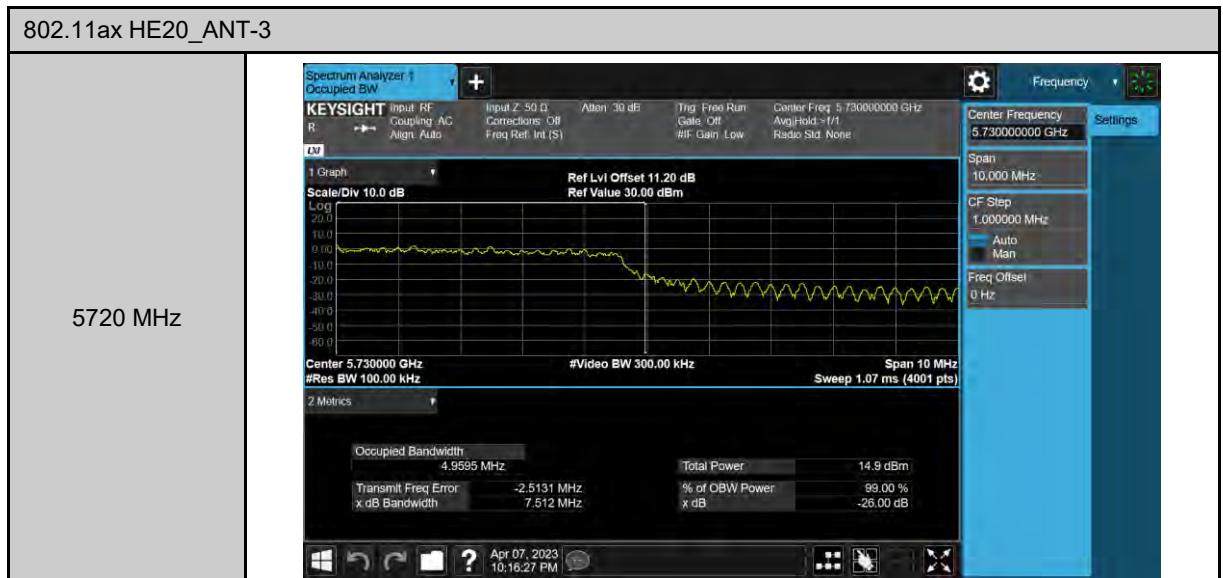 802.11ax HE20_ANT-3
5720 MHz
Spectrum Analyzer 1
Occupied BW
+
Frequency
KEYSIGHT
R
Input: RF
Coupling: AC
Align: Auto
Input Z: 50 Ω
Corrections: Off
Freq Ref: Int (S)
Atten: 30 dB
Trig: Free Run
Gate: Off
#IF Gain: Low
Center Freq: 5.730000000 GHz
Avg|Hold:>1/1
Radio Std: None
LXI
1 Graph
Scale/Div 10.0 dB
Ref Lvl Offset 11.20 dB
Ref Value 30.00 dBm
Log
20.0
10.0
0.00
-10.0
-20.0
-30.0
-40.0
-50.0
-60.0
Center 5.730000 GHz
#Video BW 300.00 kHz
Span 10 MHz
#Res BW 100.00 kHz
Sweep 1.07 ms (4001 pts)
2 Metrics
Occupied Bandwidth
4.9595 MHz
Total Power 14.9 dBm
Transmit Freq Error -2.5131 MHz
% of OBW Power 99.00 %
x dB Bandwidth 7.512 MHz
x dB -26.00 dB
Center Frequency
5.730000000 GHz
Settings
Span
10.000 MHz
CF Step
1.000000 MHz
Auto
Man
Freq Offset
0 Hz
?
Apr 07, 2023
10:16:27 PM